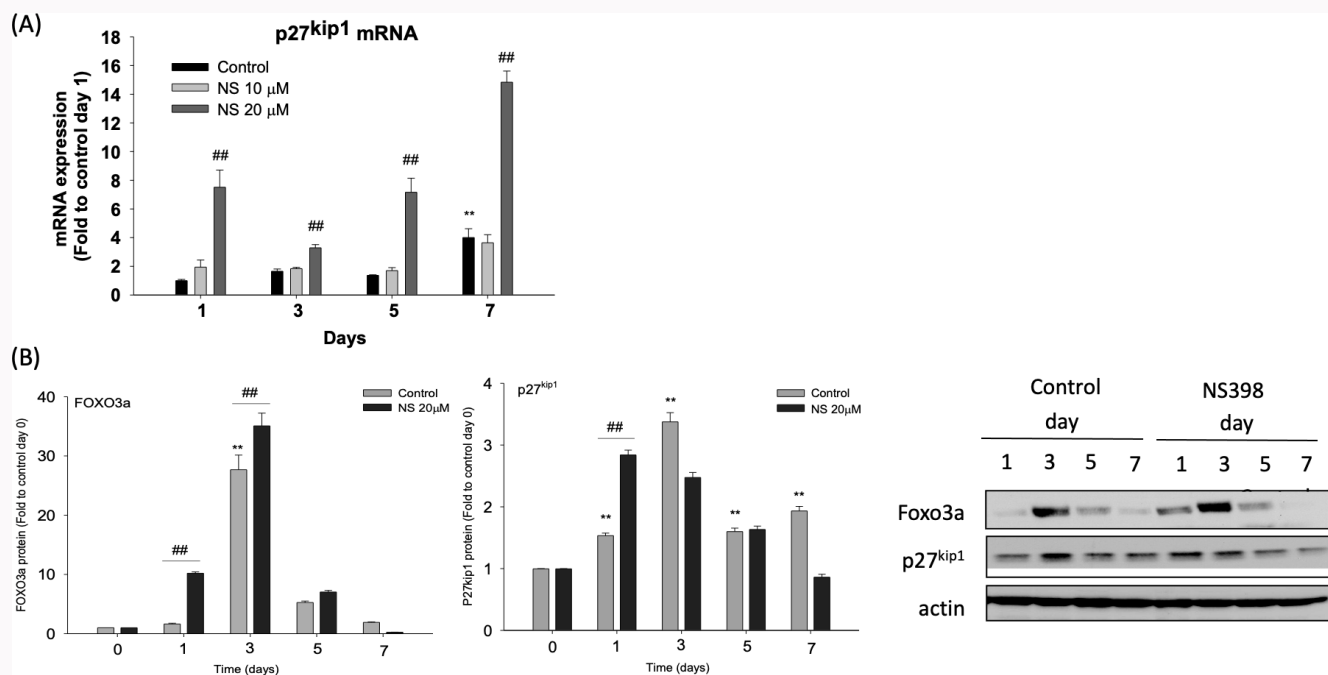 (A)
p27kip1 mRNA
18
16
14
12
10
8
6
4
2
0
mRNA expression
(Fold to control day 1)
Control
NS 10 μM
NS 20 μM
##
##
##
**
##
1
3
5
7
Days
(B)
FOXO3a
40
30
20
10
0
FOXO3a protein (Fold to control day 0)
Control
NS 20μM
##
**
##
0
1
3
5
7
Time (days)
p27kip1
4
3
2
1
0
P27kip1 protein (Fold to control day 0)
Control
NS 20μM
**
##
**
**
**
0
1
3
5
7
Time (days)
Control NS398
day day
1 3 5 7 1 3 5 7
Foxo3a
p27kip1
actin